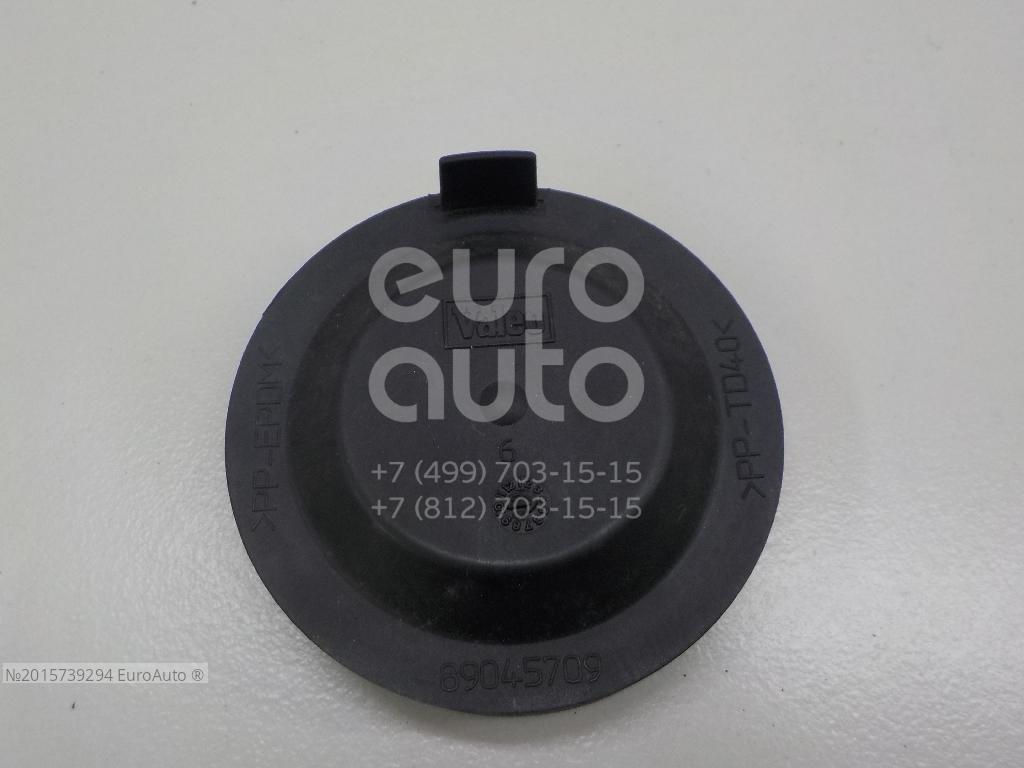 euro
auto
Valeo
>PP-EPDM<
>PP-TD40<
6
+7 (499) 703-15-15
+7 (812) 703-15-15
89045709
№2015739294 EuroAuto ®